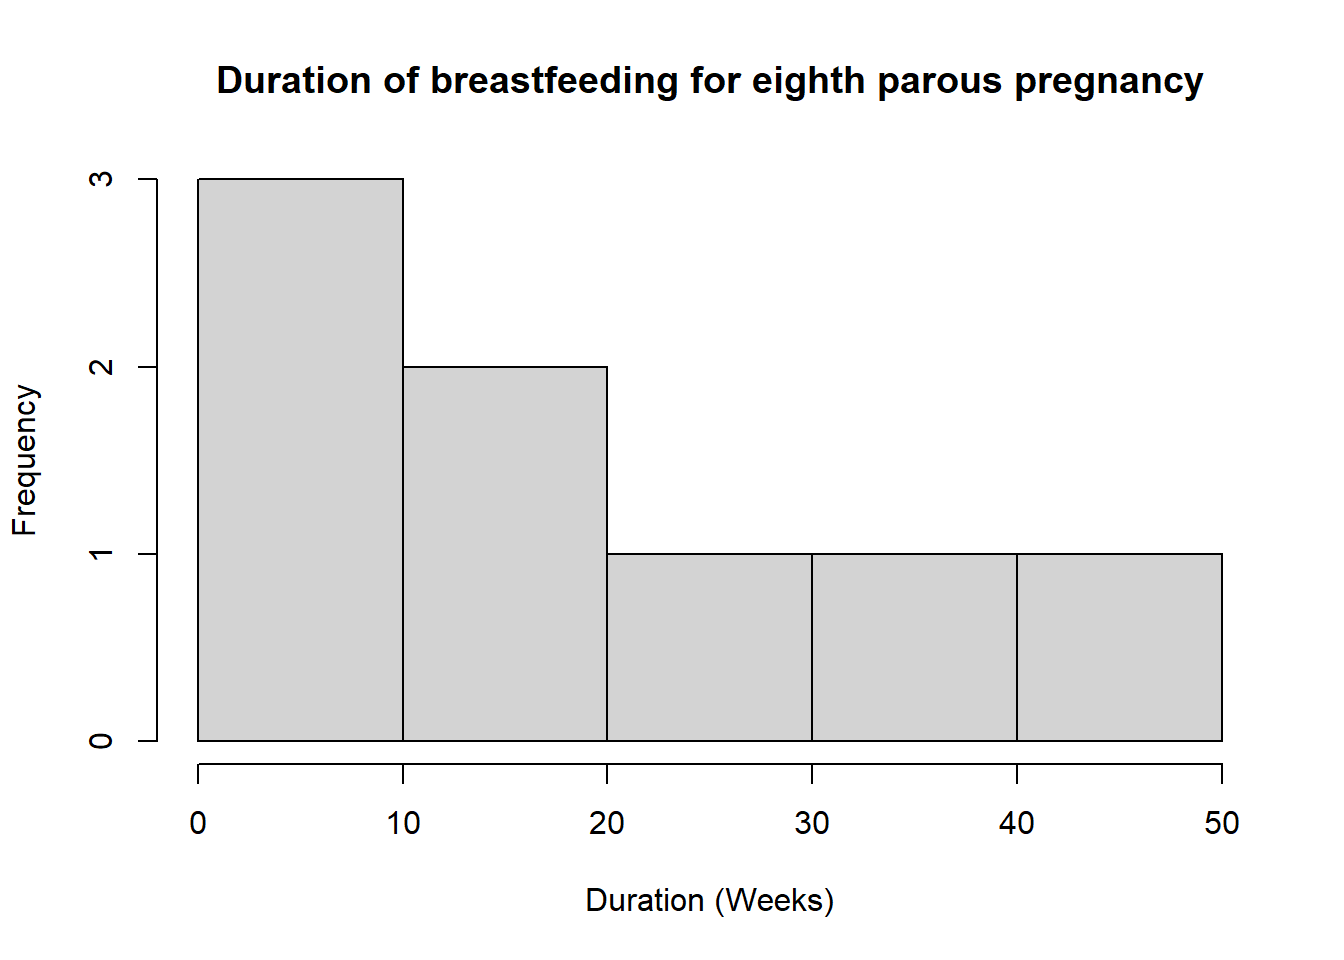 Duration of breastfeeding for eighth parous pregnancy
3
2
1
0
Frequency
0 10 20 30 40 50
Duration (Weeks)